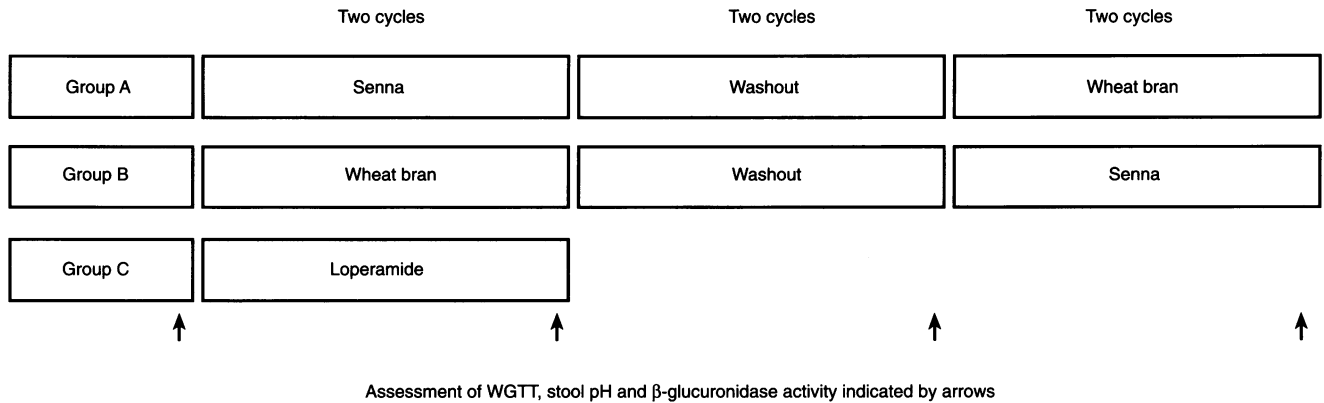 Two cycles Two cycles Two cycles
Group A Senna Washout Wheat bran
Group B Wheat bran Washout Senna
Group C Loperamide
Assessment of WGTT, stool pH and β-glucuronidase activity indicated by arrows